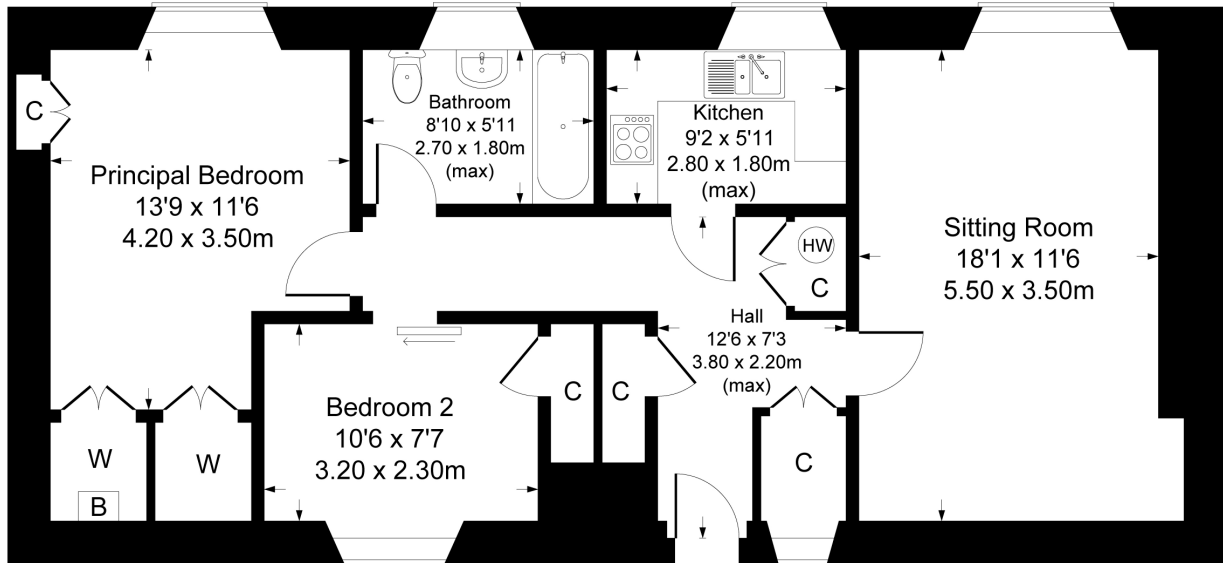 C
Principal Bedroom
13'9 x 11'6
4.20 x 3.50m
W
B
W
Bathroom
8'10 x 5'11
2.70 x 1.80m
(max)
Kitchen
9'2 x 5'11
2.80 x 1.80m
(max)
HW
C
Hall
12'6 x 7'3
3.80 x 2.20m
(max)
Bedroom 2
10'6 x 7'7
3.20 x 2.30m
C
C
C
Sitting Room
18'1 x 11'6
5.50 x 3.50m